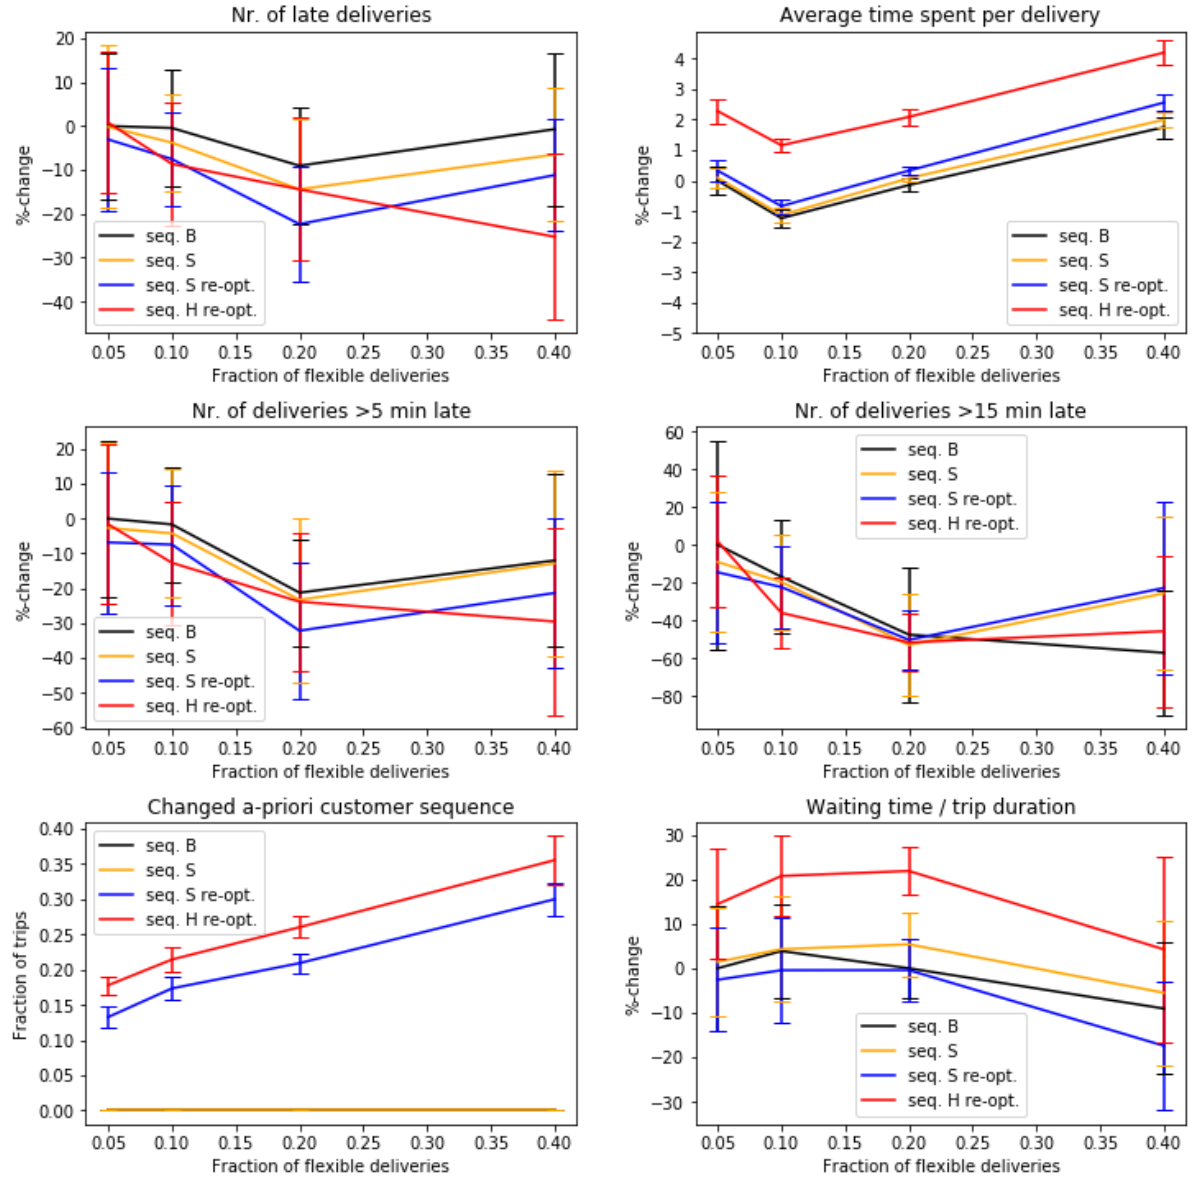 Nr. of late deliveries
20
10
0
−10
−20
−30
−40
%-change
seq. B
seq. S
seq. S re-opt.
seq. H re-opt.
0.05 0.10 0.15 0.20 0.25 0.30 0.35 0.40
Fraction of flexible deliveries
Average time spent per delivery
4
3
2
1
0
−1
−2
−3
−4
−5
%-change
seq. B
seq. S
seq. S re-opt.
seq. H re-opt.
0.05 0.10 0.15 0.20 0.25 0.30 0.35 0.40
Fraction of flexible deliveries
Nr. of deliveries >5 min late
20
10
0
−10
−20
−30
−40
−50
−60
%-change
seq. B
seq. S
seq. S re-opt.
seq. H re-opt.
0.05 0.10 0.15 0.20 0.25 0.30 0.35 0.40
Fraction of flexible deliveries
Nr. of deliveries >15 min late
60
40
20
0
−20
−40
−60
−80
%-change
seq. B
seq. S
seq. S re-opt.
seq. H re-opt.
0.05 0.10 0.15 0.20 0.25 0.30 0.35 0.40
Fraction of flexible deliveries
Changed a-priori customer sequence
0.40
0.35
0.30
0.25
0.20
0.15
0.10
0.05
0.00
Fraction of trips
seq. B
seq. S
seq. S re-opt.
seq. H re-opt.
0.05 0.10 0.15 0.20 0.25 0.30 0.35 0.40
Fraction of flexible deliveries
Waiting time / trip duration
30
20
10
0
−10
−20
−30
%-change
seq. B
seq. S
seq. S re-opt.
seq. H re-opt.
0.05 0.10 0.15 0.20 0.25 0.30 0.35 0.40
Fraction of flexible deliveries